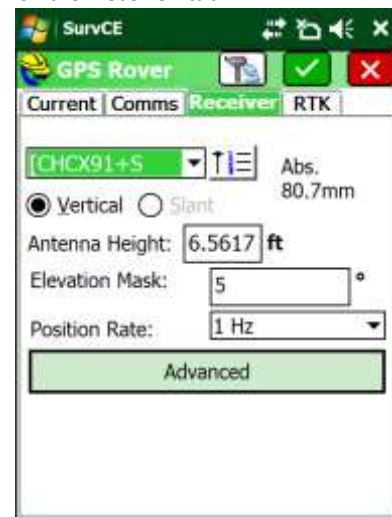 SurvCE
GPS Rover
Current Comms Receiver RTK
[CHCX91+S Abs.
80.7mm
Vertical Slant
Antenna Height: 6.5617 ft
Elevation Mask: 5 °
Position Rate: 1 Hz
Advanced